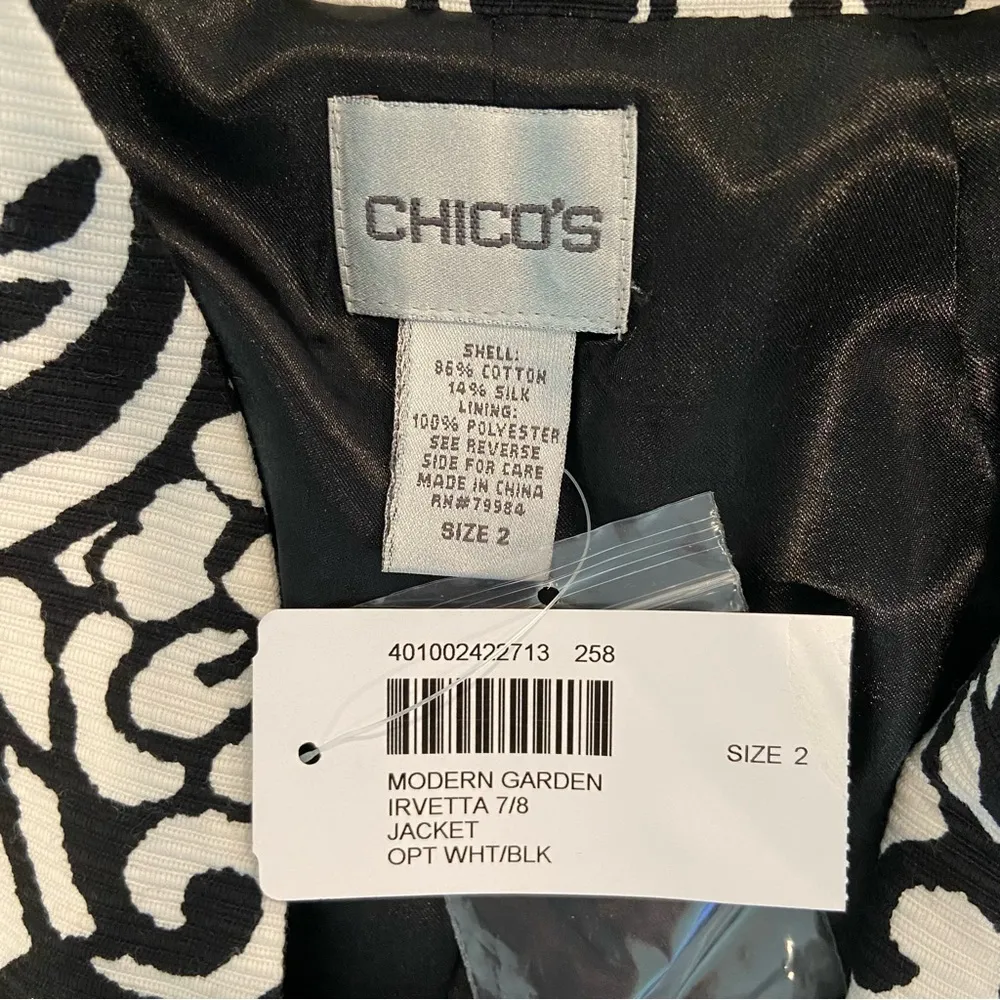 CHICO'S
SHELL:
86% COTTON
14% SILK
LINING:
100% POLYESTER
SEE REVERSE
SIDE FOR CARE
MADE IN CHINA
RN#79984
SIZE 2
401002422713 258
SIZE 2
MODERN GARDEN
IRVETTA 7/8
JACKET
OPT WHT/BLK